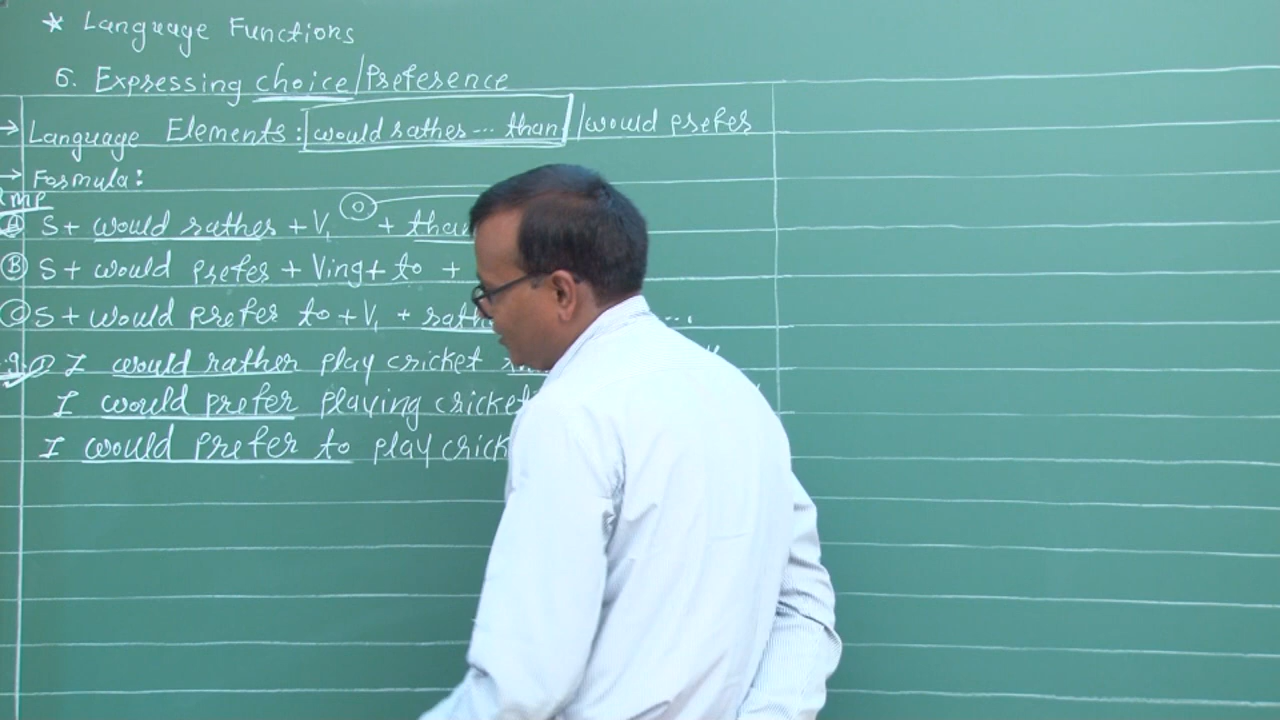 * Language Functions
6. Expressing choice/Preference
→ Language Elements: would rather... than/would prefer
→ Formula:
Imp
Ⓐ S+ would rather + V₁ O + than
Ⓑ S+ would prefer + Ving + to +
Ⓒ S + would prefer to + V₁ + rath ...
e.g. ① I would rather play cricket
I would prefer playing cricket
I would prefer to play crick